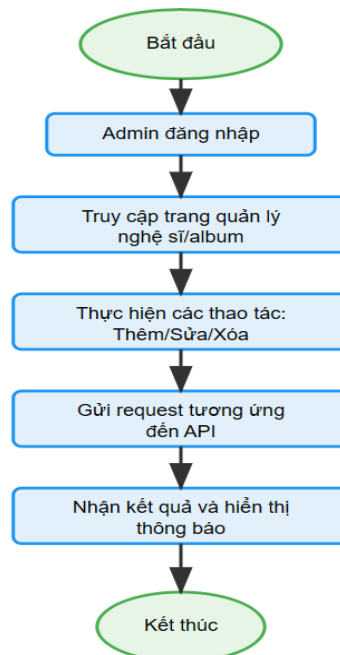 Bắt đầu
Admin đăng nhập
Truy cập trang quản lý
nghệ sĩ/album
Thực hiện các thao tác:
Thêm/Sửa/Xóa
Gửi request tương ứng
đến API
Nhận kết quả và hiển thị
thông báo
Kết thúc